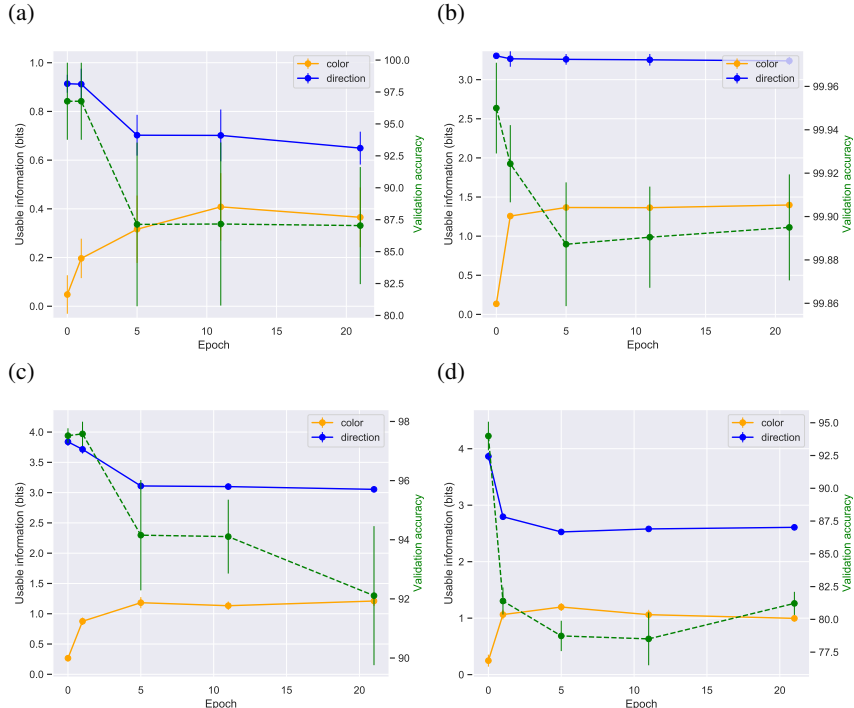 (a)
color
direction
1.0
0.8
0.6
0.4
0.2
0.0
Usable information (bits)
100.0
97.5
95.0
92.5
90.0
87.5
85.0
82.5
80.0
Validation accuracy
0 5 10 15 20
Epoch
(b)
color
direction
3.0
2.5
2.0
1.5
1.0
0.5
0.0
Usable information (bits)
99.96
99.94
99.92
99.90
99.88
99.86
Validation accuracy
0 5 10 15 20
Epoch
(c)
color
direction
4.0
3.5
3.0
2.5
2.0
1.5
1.0
0.5
0.0
Usable information (bits)
98
96
94
92
90
Validation accuracy
0 5 10 15 20
Epoch
(d)
color
direction
4
3
2
1
0
Usable information (bits)
95.0
92.5
90.0
87.5
85.0
82.5
80.0
77.5
Validation accuracy
0 5 10 15 20
Epoch